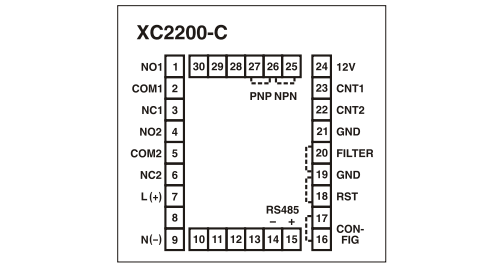 XC2200-C
NO1 1 30 29 28 27 26 25 24 12V
COM1 2 PNP NPN 23 CNT1
NC1 3 22 CNT2
NO2 4 21 GND
COM2 5 20 FILTER
NC2 6 19 GND
L (+) 7 18 RST
8 RS485 17 CON-
N(−) 9 10 11 12 13 14 15 16 FIG
− +